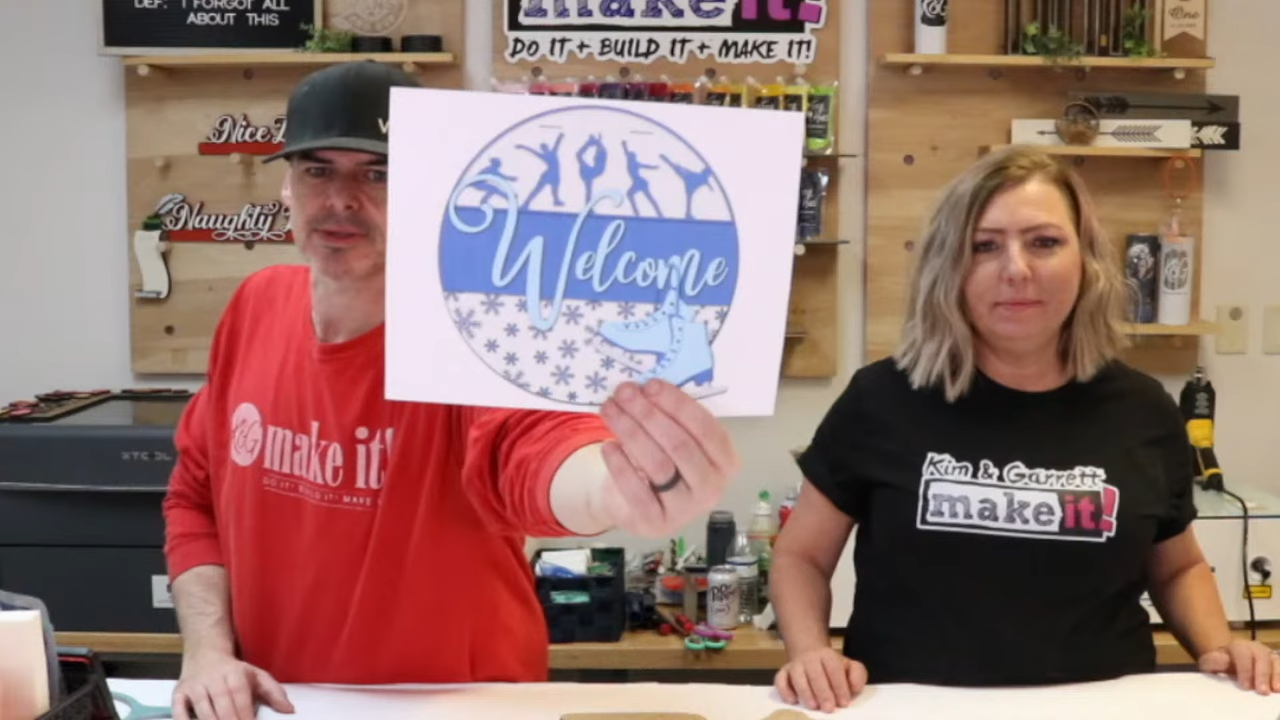 DEF: I FORGOT ALL
ABOUT THIS
make it!
DO IT + BUILD IT + MAKE IT!
One
Nice
Naughty
Welcome
K&G
make it!
DO IT! BUILD IT! MAKE
Kim & Garrett
make it!
K&G